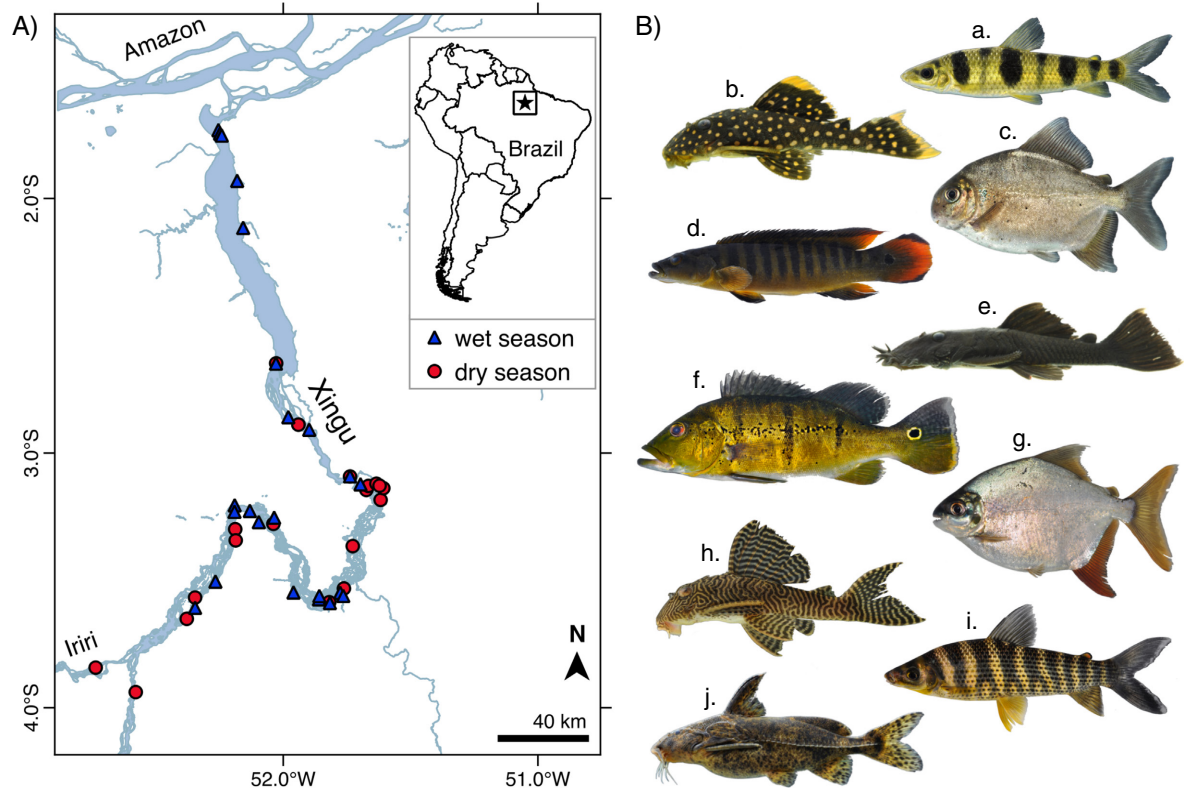 A)
Amazon
Brazil
wet season
dry season
Xingu
Iriri
N
40 km
2.0°S
3.0°S
4.0°S
52.0°W
51.0°W
B)
a.
b.
c.
d.
e.
f.
g.
h.
i.
j.